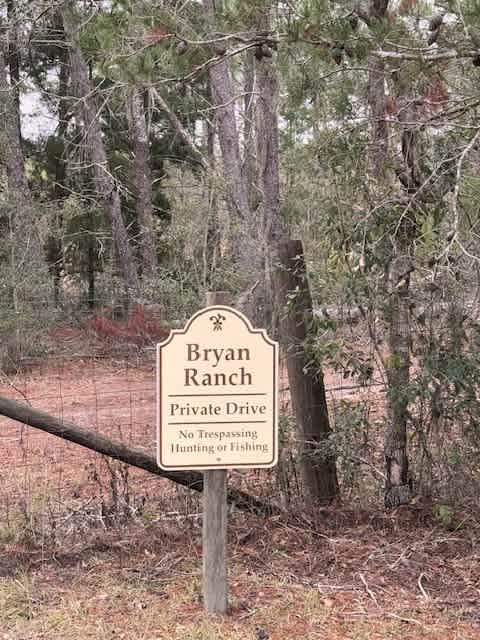 Bryan
Ranch
Private Drive
No Trespassing
Hunting or Fishing